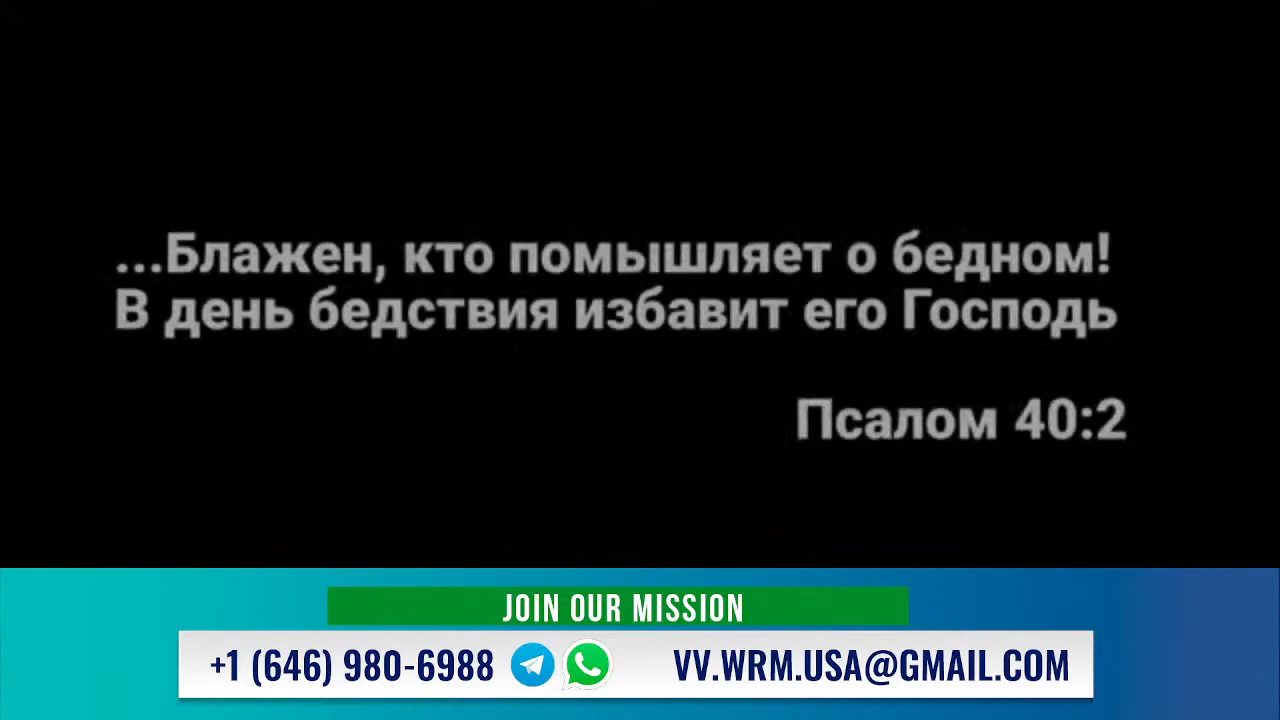 ...Блажен, кто помышляет о бедном!
В день бедствия избавит его Господь
Псалом 40:2
JOIN OUR MISSION
+1 (646) 980-6988 VV.WRM.USA@GMAIL.COM